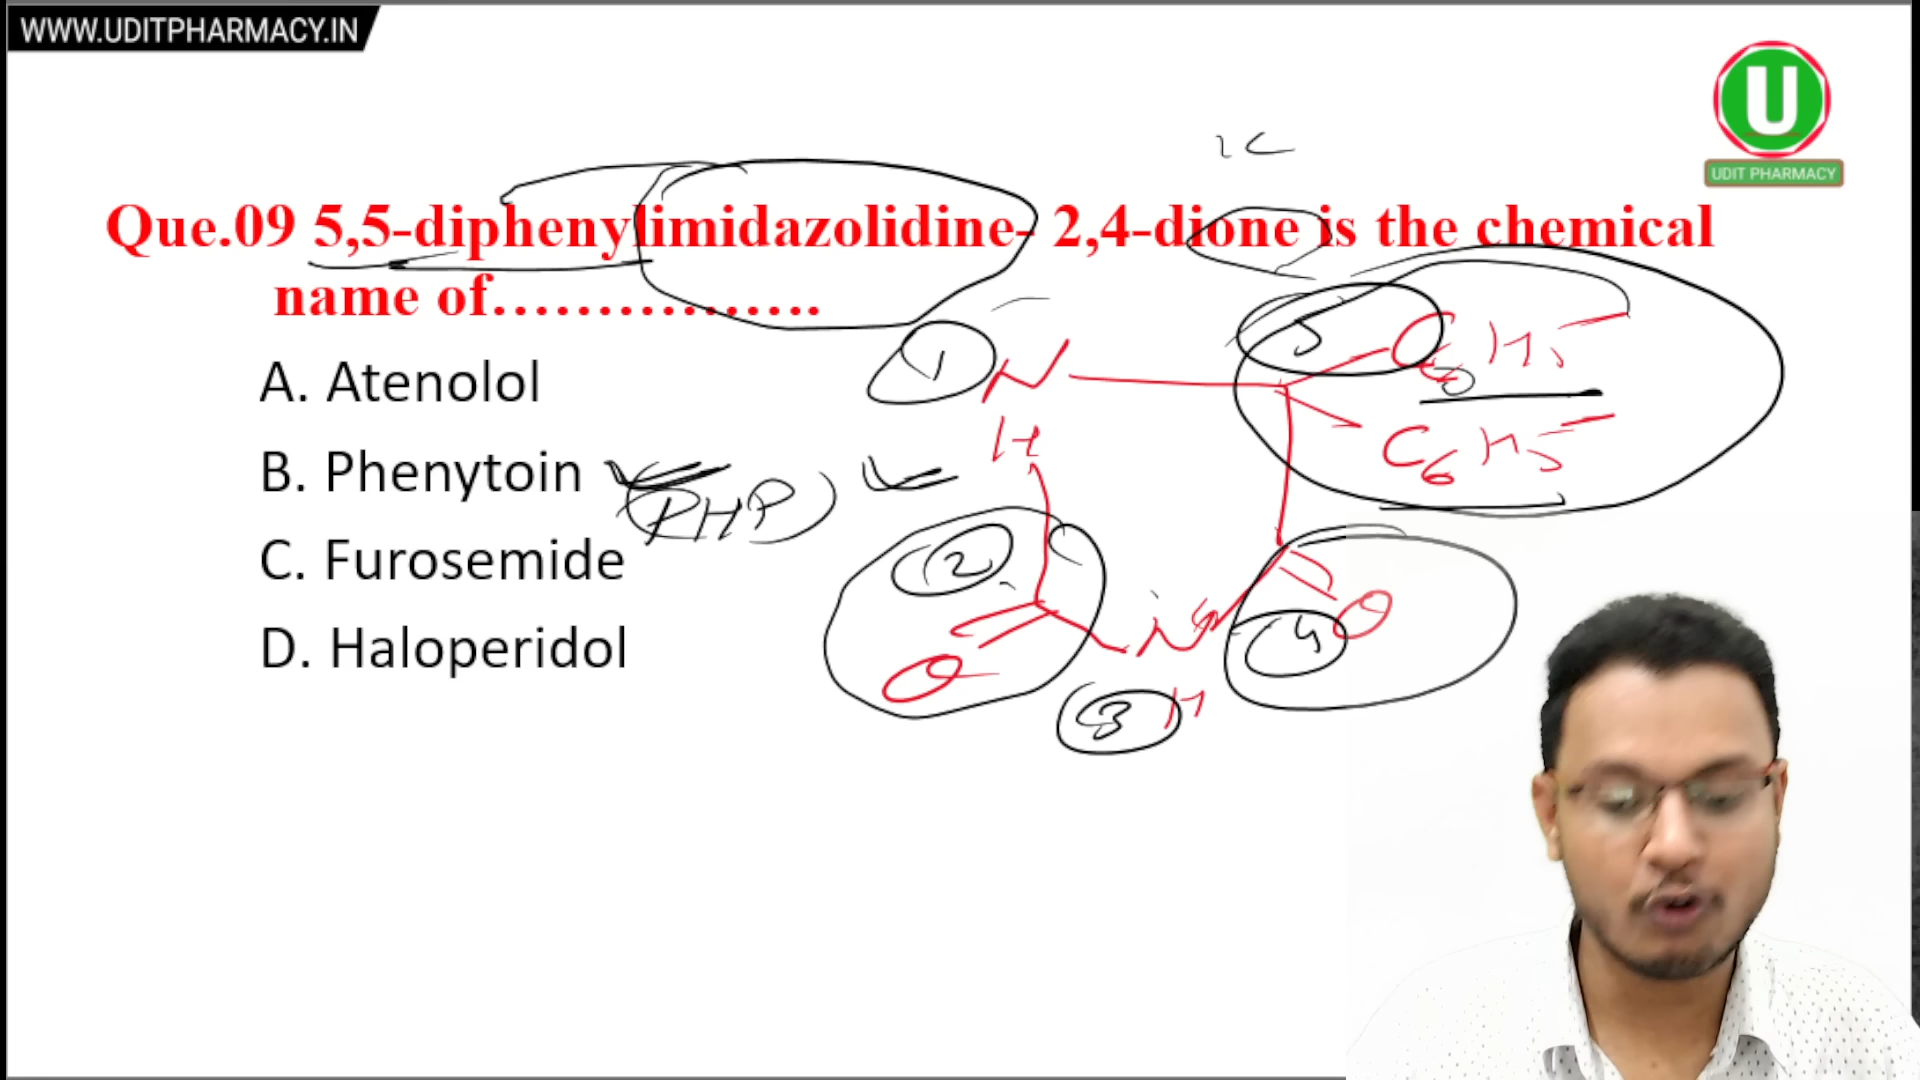 WWW.UDITPHARMACY.IN
U
UDIT PHARMACY
Que.09 5,5-diphenylimidazolidine- 2,4-dione is the chemical
name of................
A. Atenolol
B. Phenytoin
(PHP)
C. Furosemide
D. Haloperidol
1 N
5
C6H5
H
C6H5
2
N
4 O
O
3 H